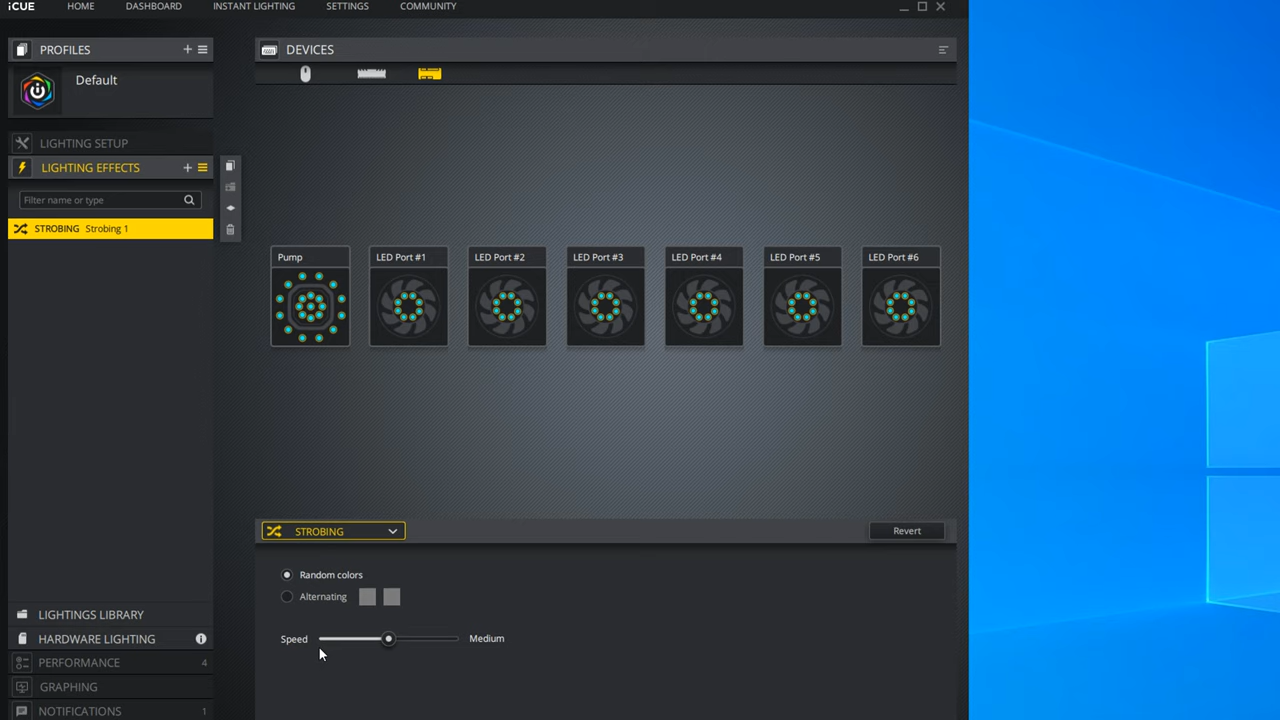 iCUE HOME DASHBOARD INSTANT LIGHTING SETTINGS COMMUNITY
PROFILES
Default
LIGHTING SETUP
LIGHTING EFFECTS
Filter name or type
STROBING Strobing 1
LIGHTINGS LIBRARY
HARDWARE LIGHTING
PERFORMANCE 4
GRAPHING
NOTIFICATIONS 1
DEVICES
Pump
LED Port #1
LED Port #2
LED Port #3
LED Port #4
LED Port #5
LED Port #6
STROBING
Revert
Random colors
Alternating
Speed Medium